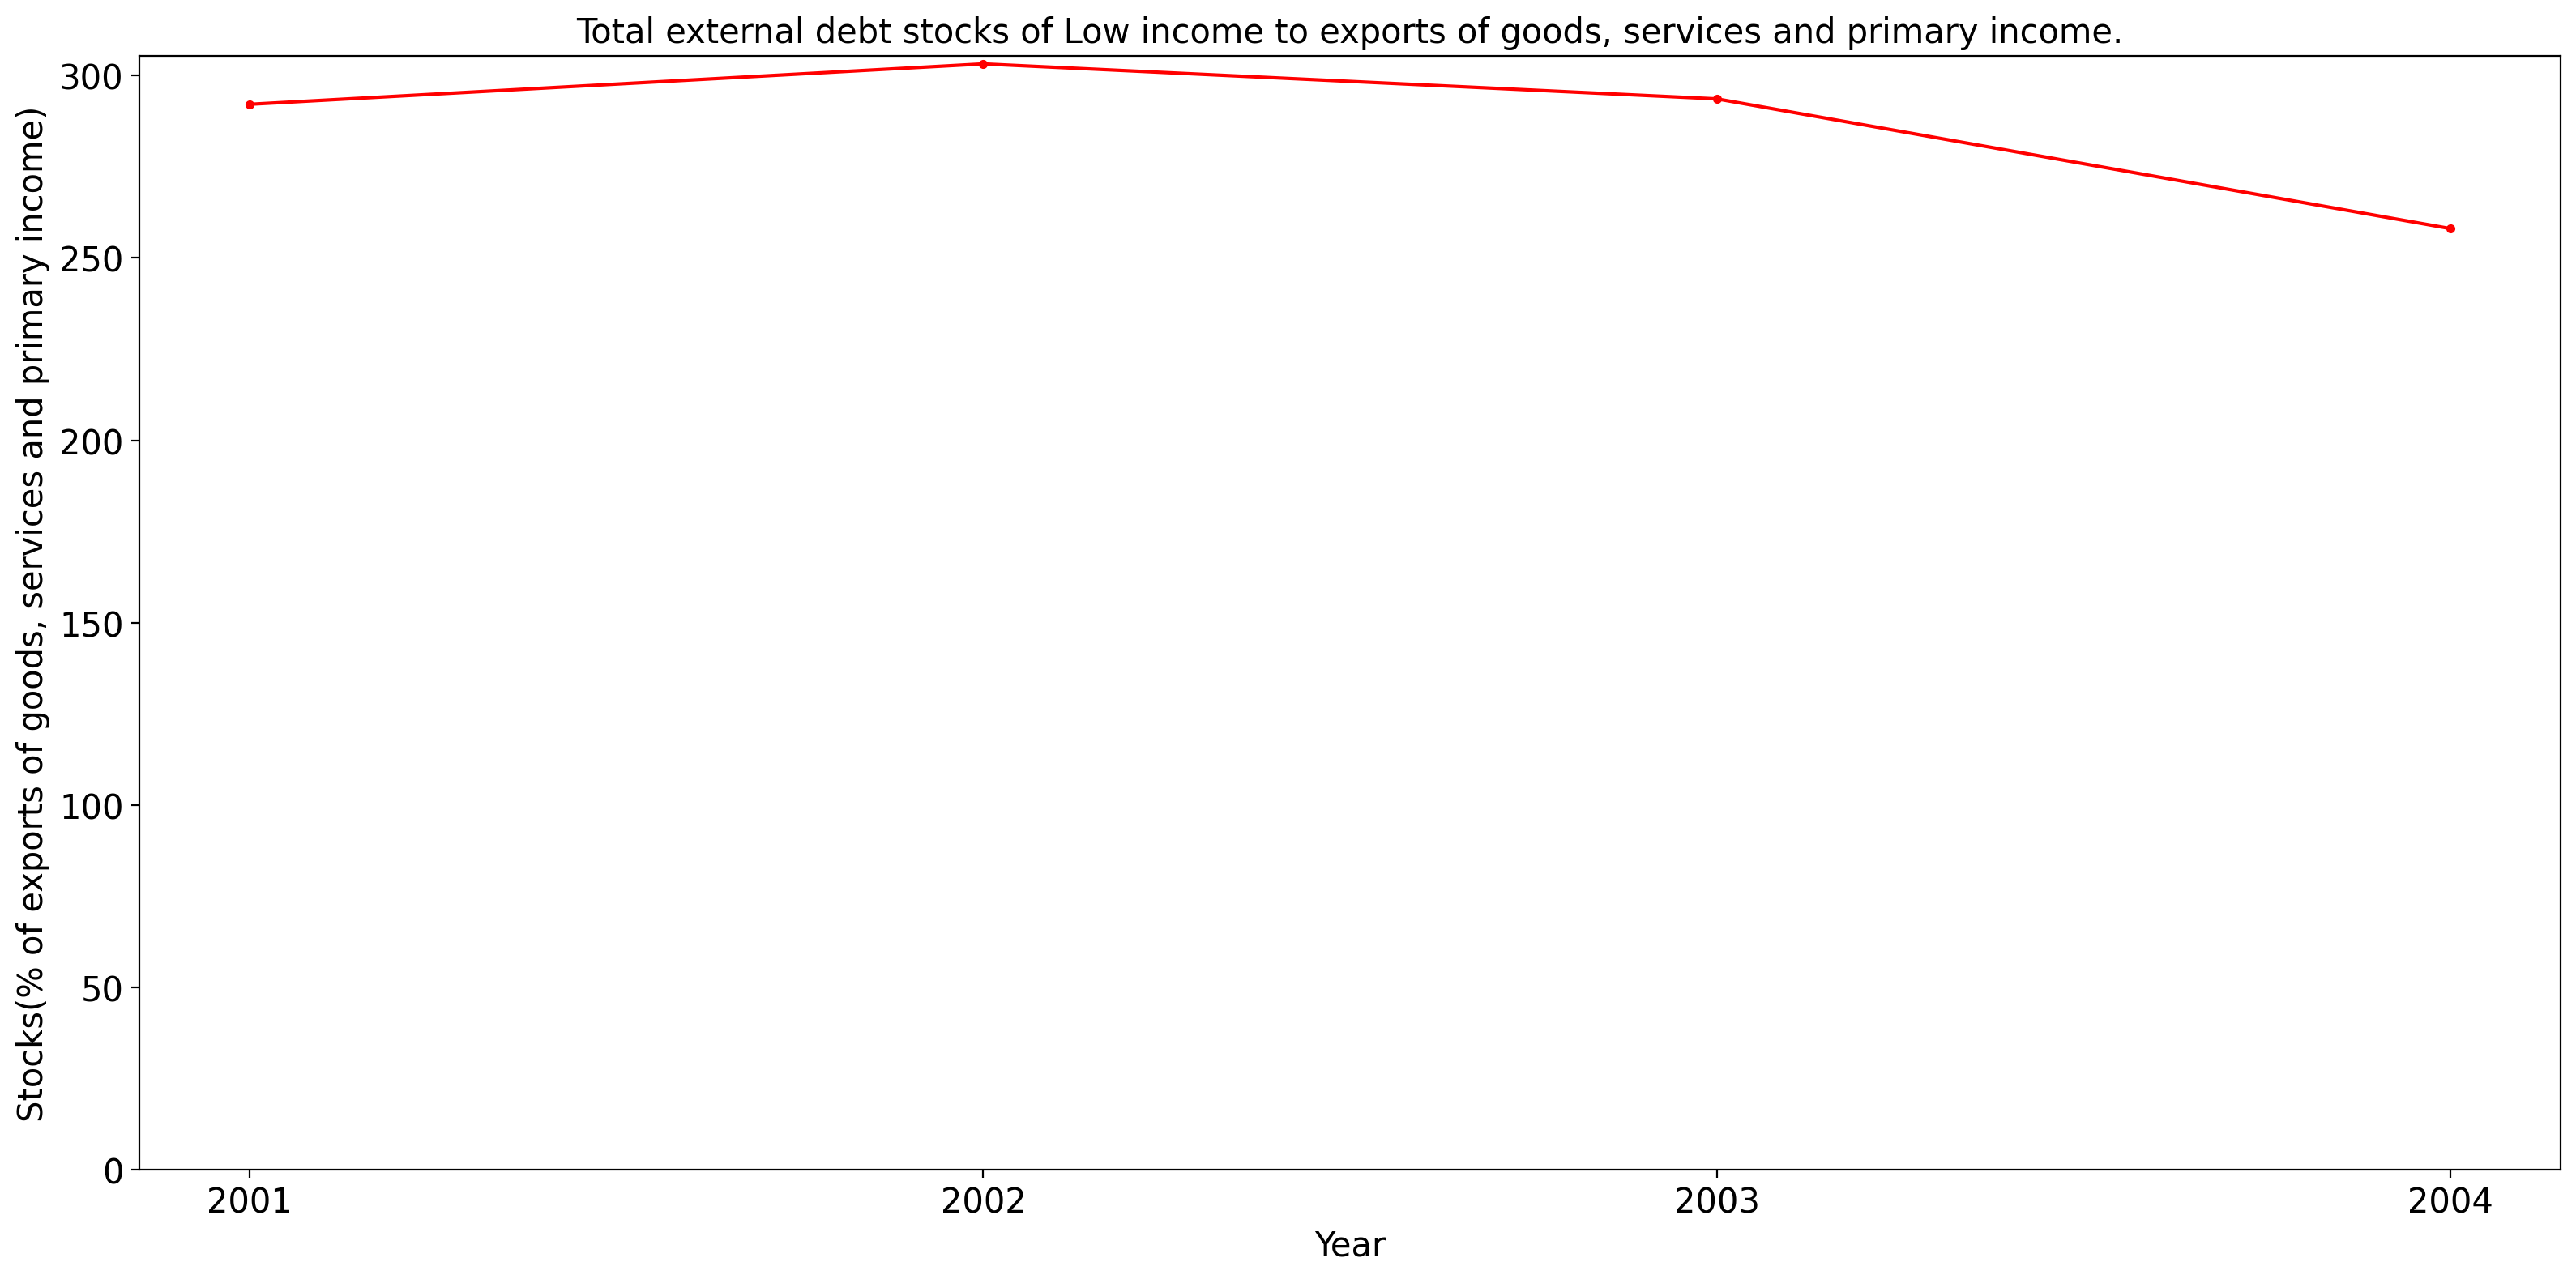 Total external debt stocks of Low income to exports of goods, services and primary income.
Stocks(% of exports of goods, services and primary income)
300
250
200
150
100
50
0
2001 2002 2003 2004
Year